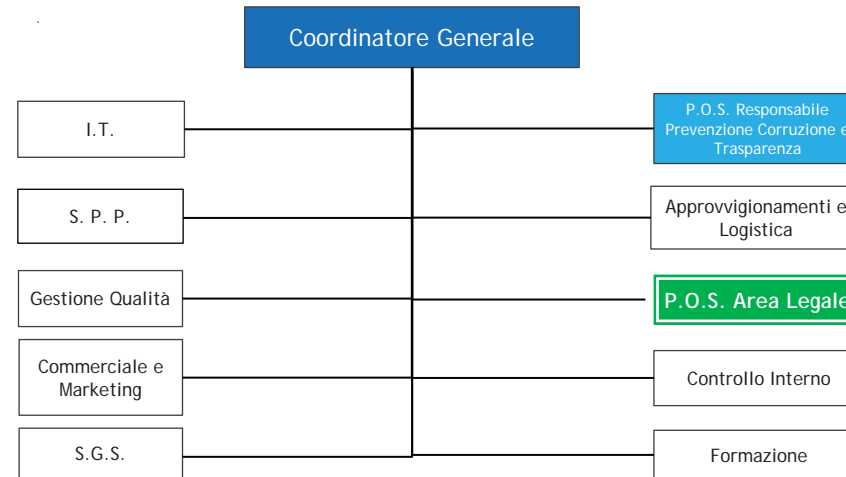 Coordinatore Generale
I.T.
P.O.S. Responsabile
Prevenzione Corruzione e
Trasparenza
S. P. P.
Approvvigionamenti e
Logistica
Gestione Qualità
P.O.S. Area Legale
Commerciale e
Marketing
Controllo Interno
S.G.S.
Formazione